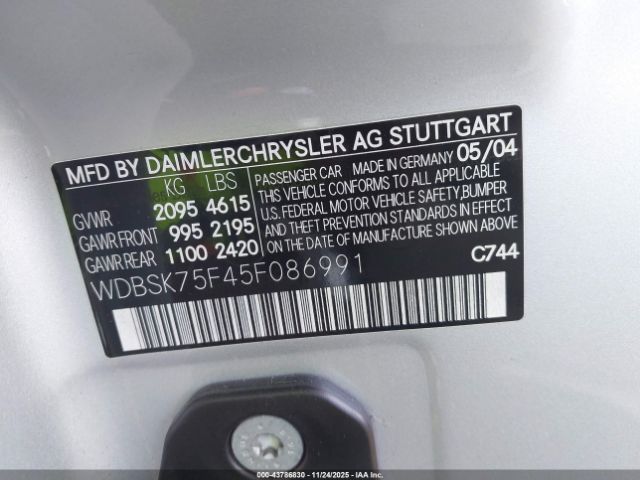 MFD BY DAIMLERCHRYSLER AG STUTTGART
KG LBS
GVWR 2095 4615
GAWR FRONT 995 2195
GAWR REAR 1100 2420
PASSENGER CAR MADE IN GERMANY 05/04
THIS VEHICLE CONFORMS TO ALL APPLICABLE
U.S. FEDERAL MOTOR VEHICLE SAFETY, BUMPER
AND THEFT PREVENTION STANDARDS IN EFFECT
ON THE DATE OF MANUFACTURE SHOWN ABOVE.
C744
WDBSK75F45F086991
000-43786830 - 11/24/2025 - IAA Inc.